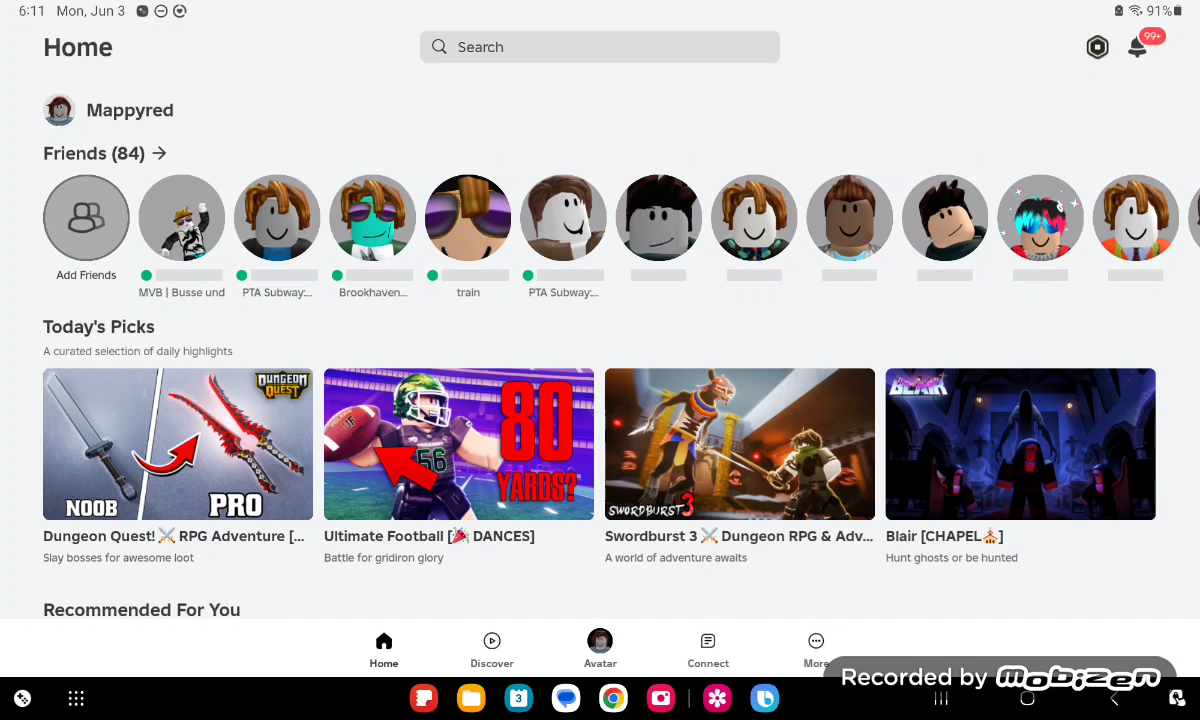 6:11 Mon, Jun 3
91%
Home
Search
99+
Mappyred
Friends (84)
Add Friends
MVB | Busse und
PTA Subway:...
Brookhaven...
train
PTA Subway:...
Today's Picks
A curated selection of daily highlights
NOOB
PRO
DUNGEON QUEST
56
80
YARDS?
SWORDBURST 3
BLAIR
Dungeon Quest! ⚔️ RPG Adventure [...
Slay bosses for awesome loot
Ultimate Football [🎉 DANCES]
Battle for gridiron glory
Swordburst 3 ⚔️ Dungeon RPG & Adv...
A world of adventure awaits
Blair [CHAPEL⛪]
Hunt ghosts or be hunted
Recommended For You
Home
Discover
Avatar
Connect
More
Recorded by mobizen
3